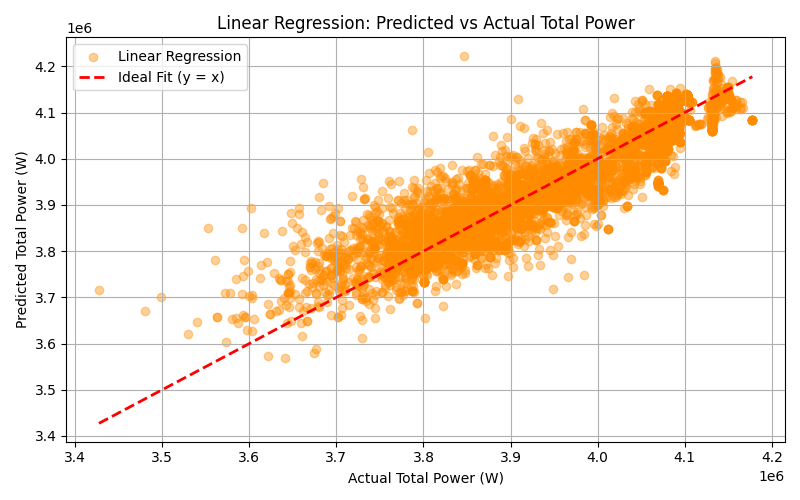 Linear Regression: Predicted vs Actual Total Power
1e6
Linear Regression
Ideal Fit (y = x)
Predicted Total Power (W)
4.2
4.1
4.0
3.9
3.8
3.7
3.6
3.5
3.4
3.4 3.5 3.6 3.7 3.8 3.9 4.0 4.1 4.2
1e6
Actual Total Power (W)